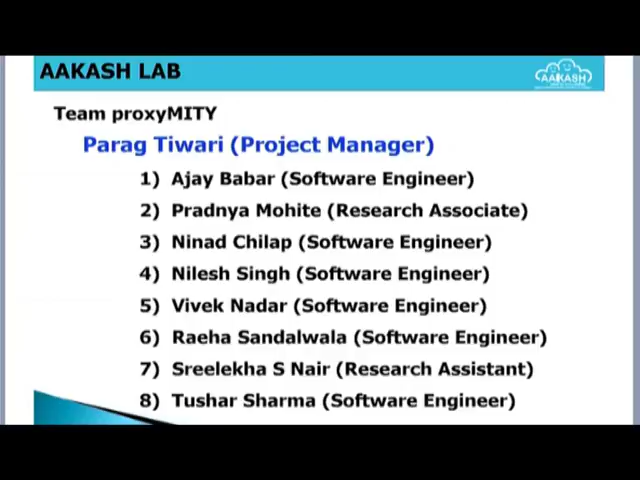 AAKASH LAB
AAKASH
Team proxyMITY
Parag Tiwari (Project Manager)
1) Ajay Babar (Software Engineer)
2) Pradnya Mohite (Research Associate)
3) Ninad Chilap (Software Engineer)
4) Nilesh Singh (Software Engineer)
5) Vivek Nadar (Software Engineer)
6) Raeha Sandalwala (Software Engineer)
7) Sreelekha S Nair (Research Assistant)
8) Tushar Sharma (Software Engineer)